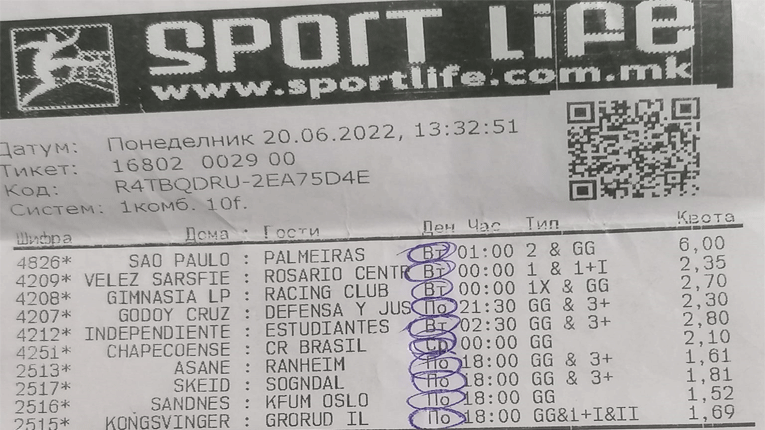 SPORT LIFE
www.sportlife.com.mk
Датум: Понеделник 20.06.2022, 13:32:51
Тикет: 16802 0029 00
Код: R4TBQDRU-2EA75D4E
Систем: 1комб. 10f.
Шифра Дома : Гости Ден Час Тип Квота
4826* SAO PAULO : PALMEIRAS Вт 01:00 2 & GG 6,00
4209* VELEZ SARSFIE : ROSARIO CENTR Вт 00:00 1 & 1+I 2,35
4208* GIMNASIA LP : RACING CLUB Вт 00:00 1X & GG 2,70
4207* GODOY CRUZ : DEFENSA Y JUS По 21:30 GG & 3+ 2,30
4212* INDEPENDIENTE : ESTUDIANTES Вт 02:30 GG & 3+ 2,80
4251* CHAPECOENSE : CR BRASIL Ср 00:00 GG 2,10
2513* ASANE : RANHEIM По 18:00 GG & 3+ 1,61
2517* SKEID : SOGNDAL По 18:00 GG & 3+ 1,81
2516* SANDNES : KFUM OSLO По 18:00 GG 1,52
2515* KONGSVINGER : GRORUD IL По 18:00 GG&1+I&II 1,69